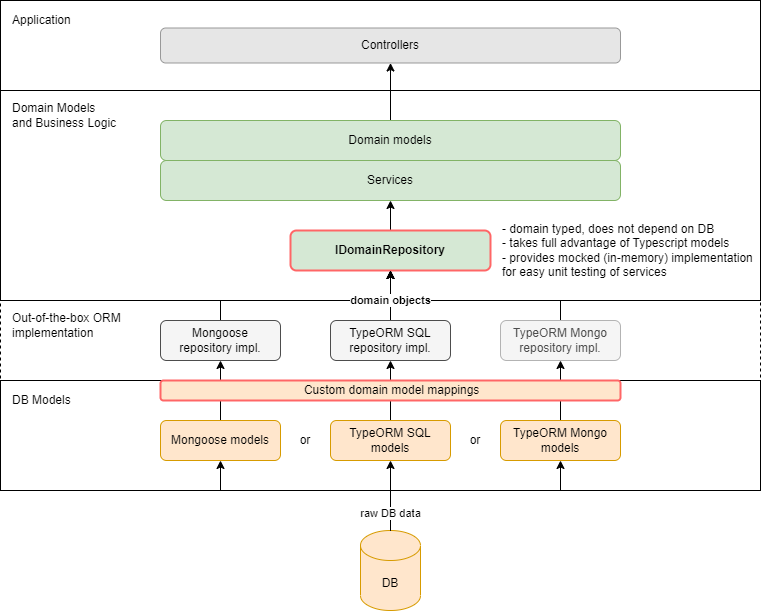 Application
Controllers
Domain Models
and Business Logic
Domain models
Services
IDomainRepository
- domain typed, does not depend on DB
- takes full advantage of Typescript models
- provides mocked (in-memory) implementation
for easy unit testing of services
domain objects
Out-of-the-box ORM
implementation
Mongoose
repository impl.
TypeORM SQL
repository impl.
TypeORM Mongo
repository impl.
Custom domain model mappings
DB Models
Mongoose models
or
TypeORM SQL
models
or
TypeORM Mongo
models
raw DB data
DB